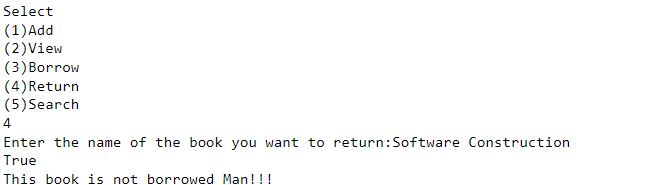 Select
(1)Add
(2)View
(3)Borrow
(4)Return
(5)Search
4
Enter the name of the book you want to return:Software Construction
True
This book is not borrowed Man!!!